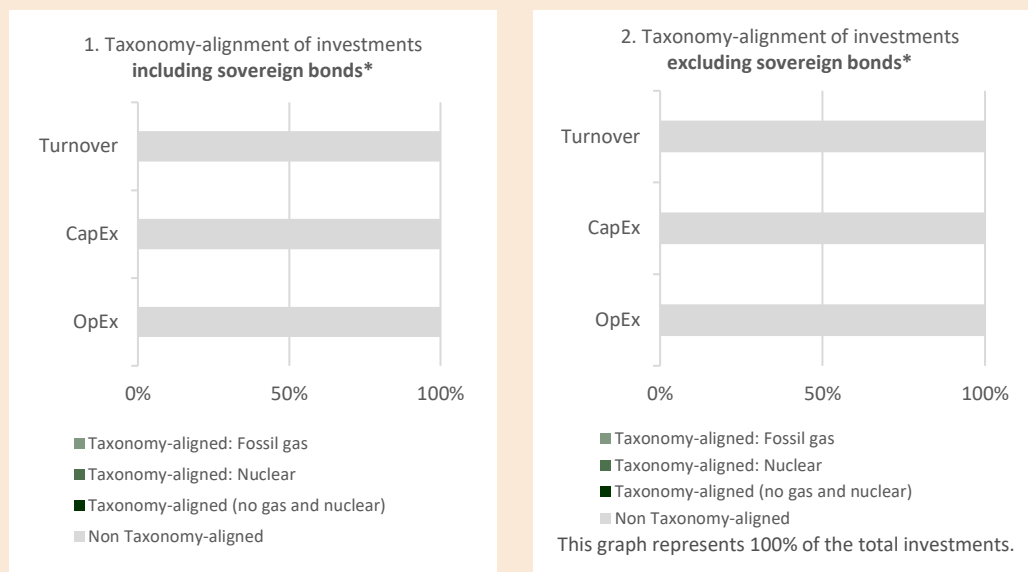 1. Taxonomy-alignment of investments
including sovereign bonds*
Turnover
CapEx
OpEx
0% 50% 100%
Taxonomy-aligned: Fossil gas
Taxonomy-aligned: Nuclear
Taxonomy-aligned (no gas and nuclear)
Non Taxonomy-aligned
2. Taxonomy-alignment of investments
excluding sovereign bonds*
Turnover
CapEx
OpEx
0% 50% 100%
Taxonomy-aligned: Fossil gas
Taxonomy-aligned: Nuclear
Taxonomy-aligned (no gas and nuclear)
Non Taxonomy-aligned
This graph represents 100% of the total investments.